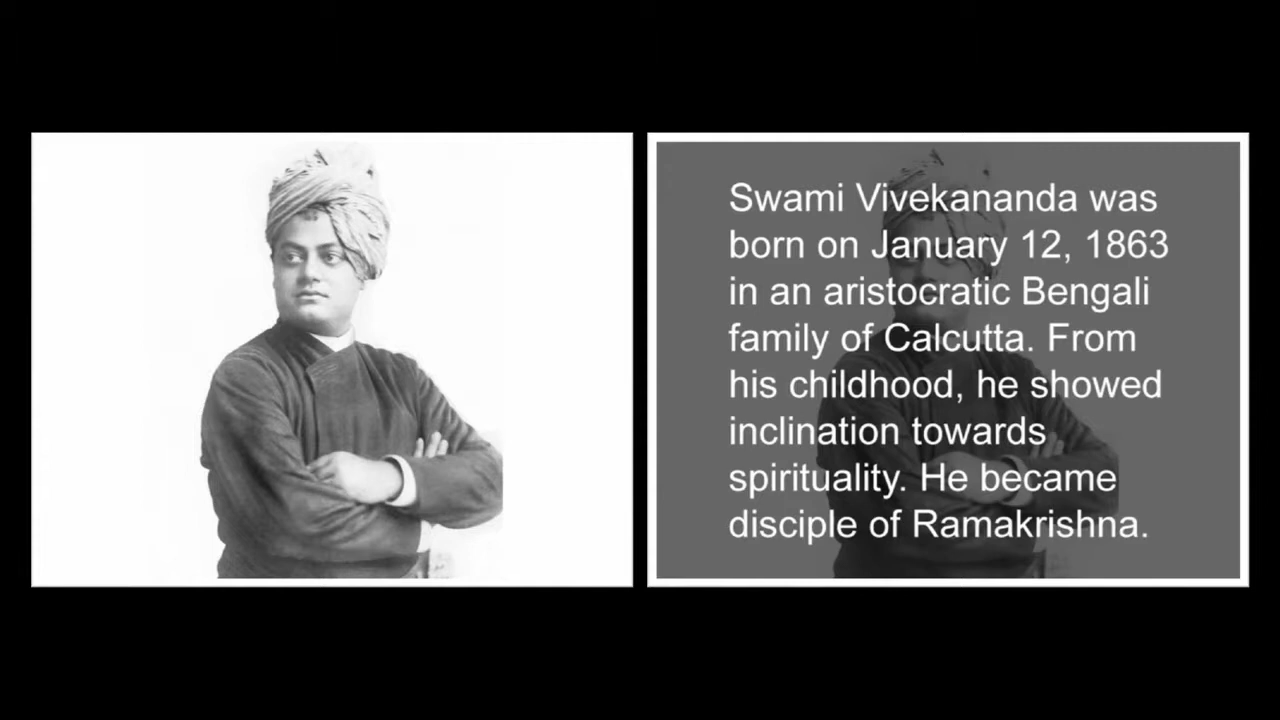 Swami Vivekananda was
born on January 12, 1863
in an aristocratic Bengali
family of Calcutta. From
his childhood, he showed
inclination towards
spirituality. He became
disciple of Ramakrishna.